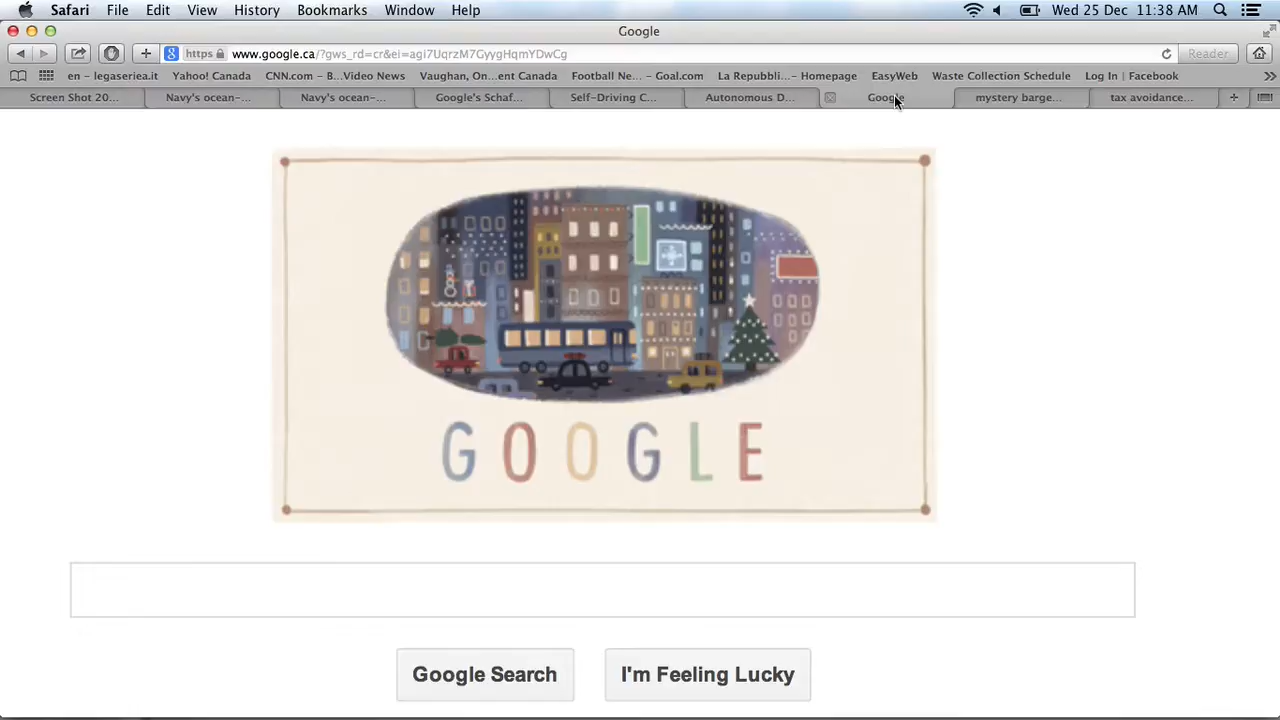 Safari File Edit View History Bookmarks Window Help Wed 25 Dec 11:38 AM
Google
https www.google.ca/?gws_rd=cr&ei=agi7UqrzM7GyygHqmYDwCg Reader
en – legaseriea.it Yahoo! Canada CNN.com – B...Video News Vaughan, On...ent Canada Football Ne... – Goal.com La Repubbli... – Homepage EasyWeb Waste Collection Schedule Log In | Facebook
Screen Shot 20... Navy's ocean-... Navy's ocean-... Google's Schaf... Self-Driving C... Autonomous D... Google mystery barge... tax avoidance...
GOOGLE
Google Search I'm Feeling Lucky